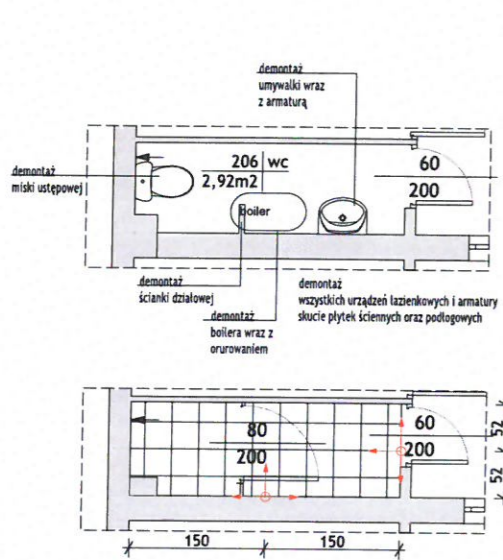 demontaż
umywalki wraz
z armaturą
206 wc
2,92m2
60
200
demontaż
miski ustępowej
boiler
demontaż
ścianki działowej
demontaż
boilera wraz z
orurowaniem
demontaż
wszystkich urządzeń łazienkowych i armatury
skucie płytek ściennych oraz podłogowych
80
200
60
200
52
52
150
150